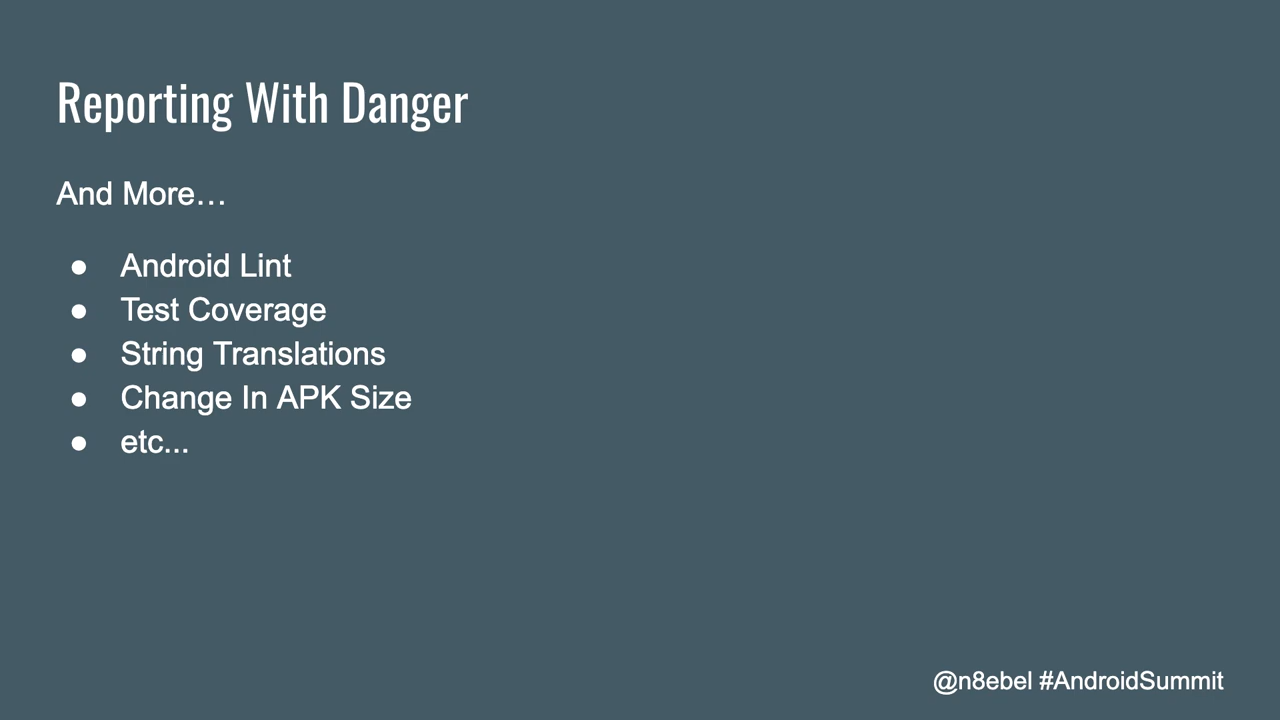 Reporting With Danger
And More…
● Android Lint
● Test Coverage
● String Translations
● Change In APK Size
● etc...
@n8ebel #AndroidSummit